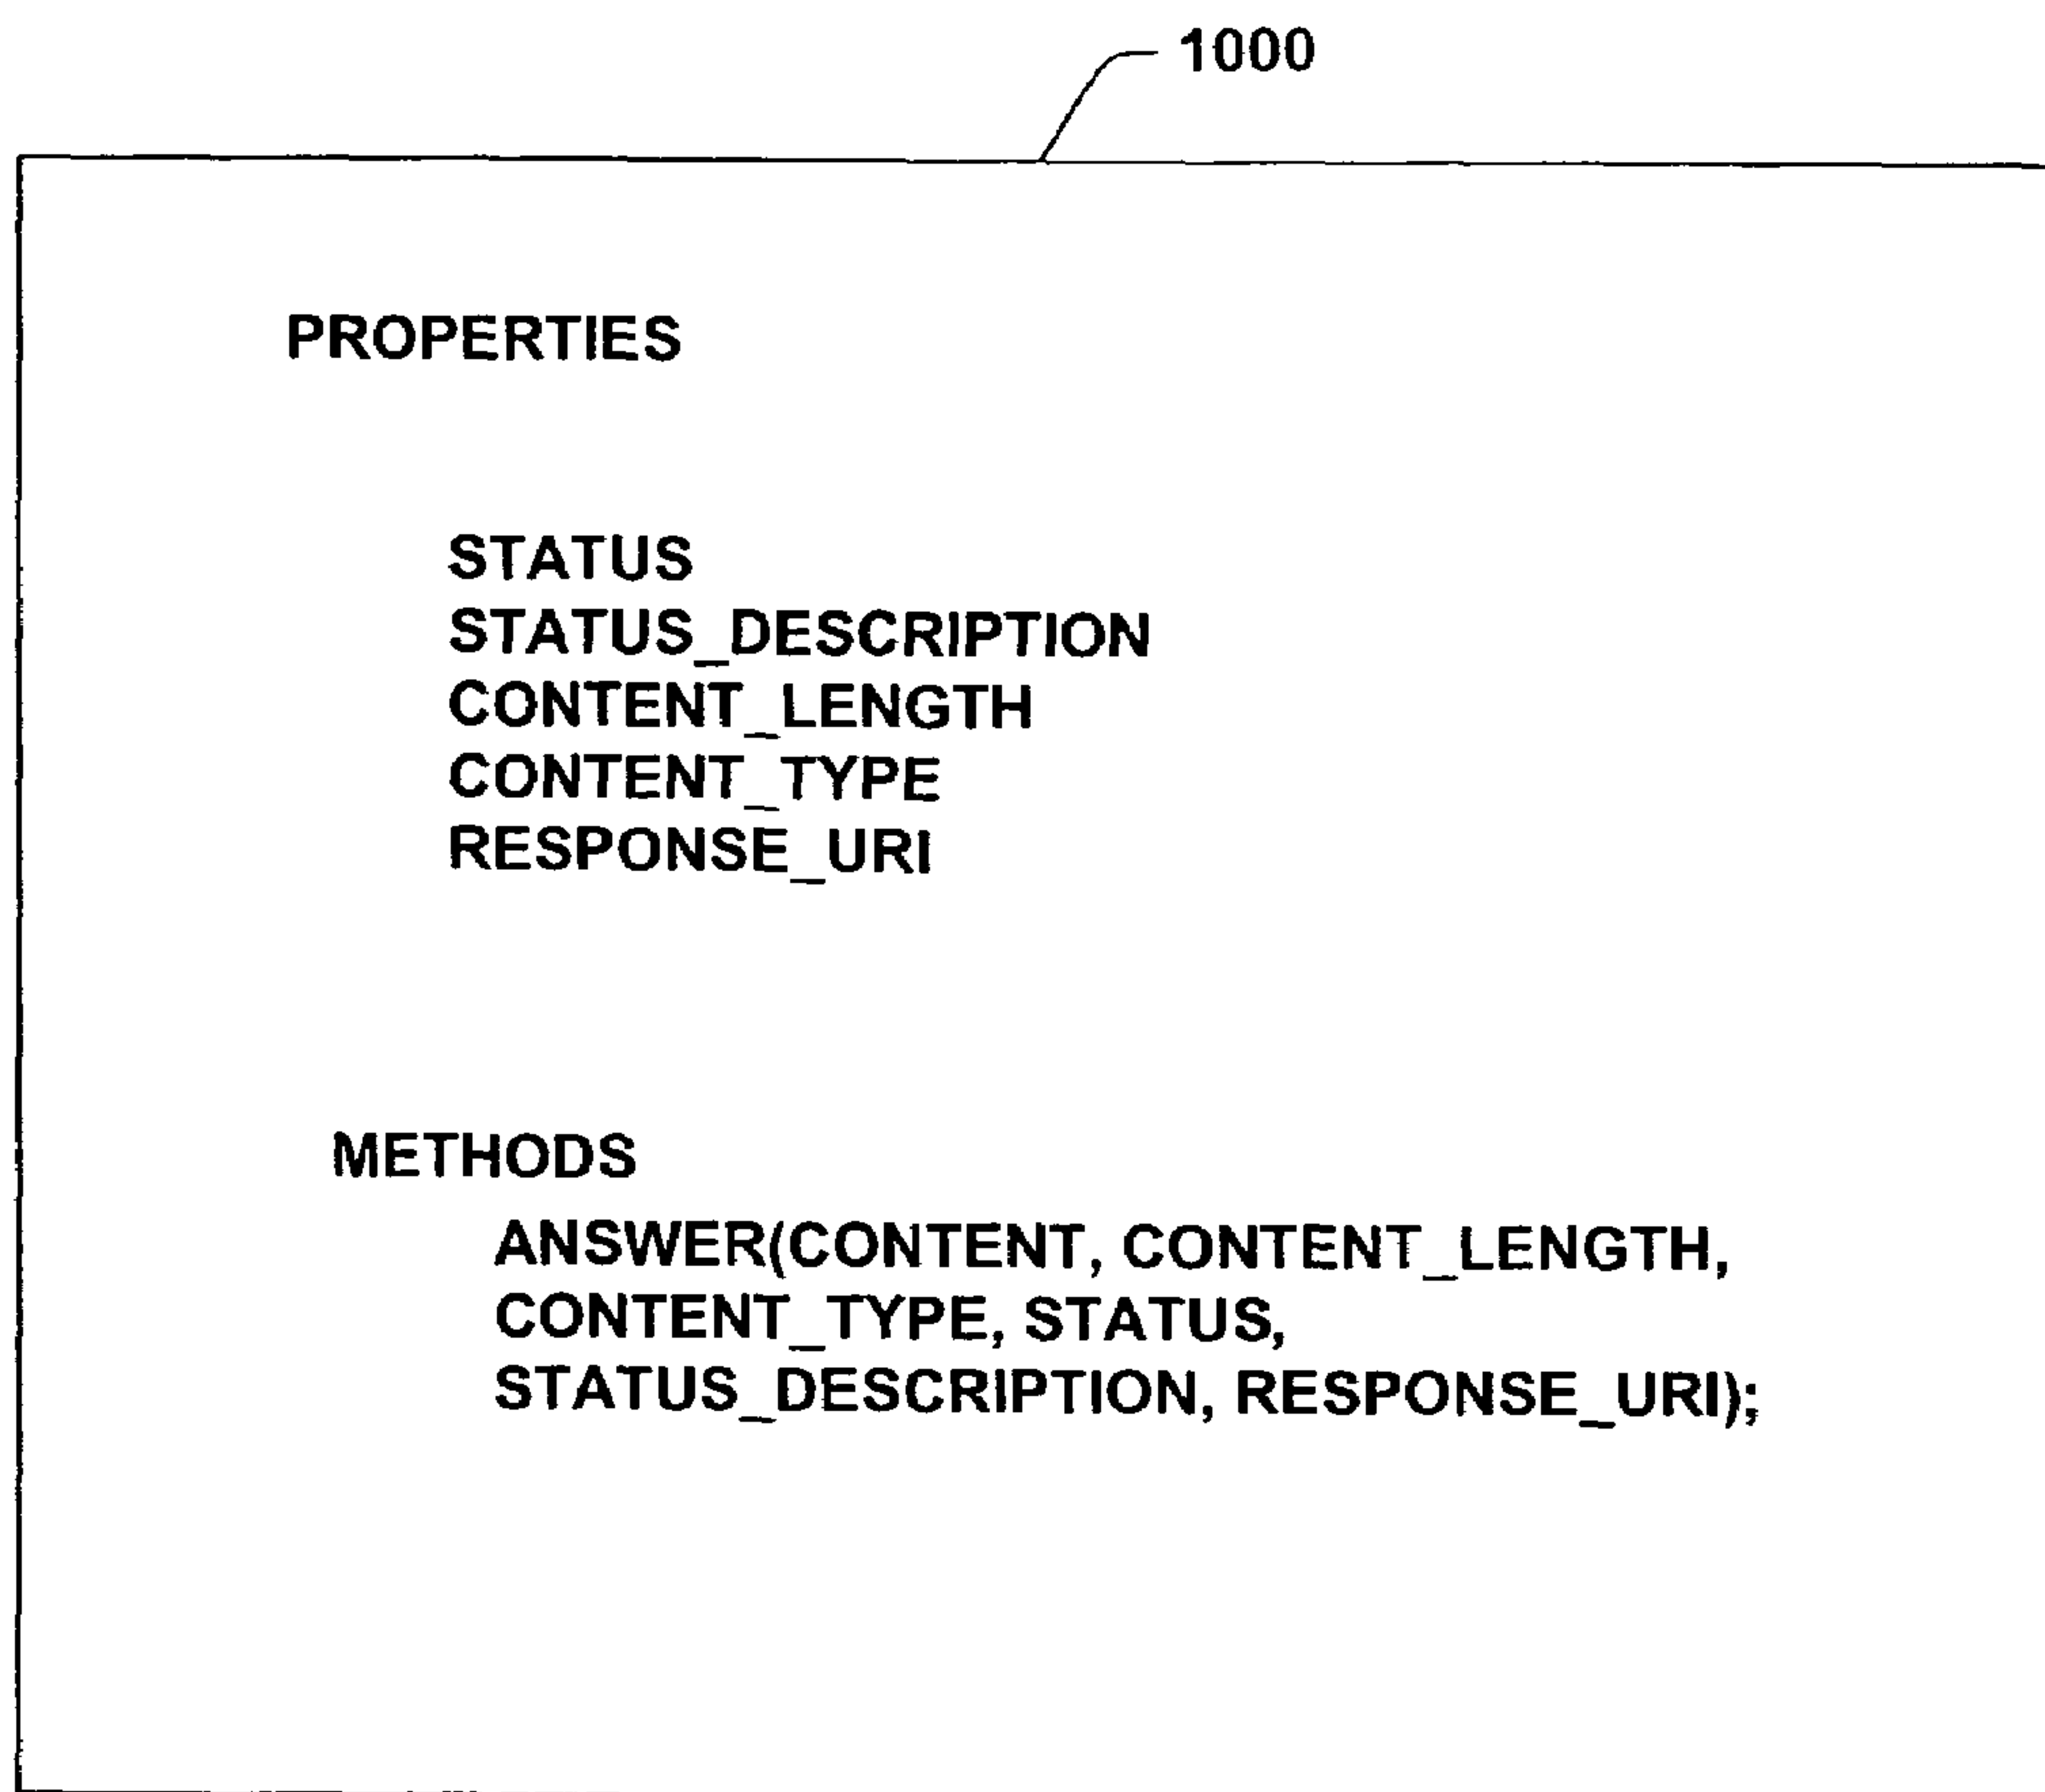 1000
PROPERTIES
STATUS
STATUS_DESCRIPTION
CONTENT_LENGTH
CONTENT_TYPE
RESPONSE_URI
METHODS
ANSWER(CONTENT, CONTENT_LENGTH,
CONTENT_TYPE, STATUS,
STATUS_DESCRIPTION, RESPONSE_URI);